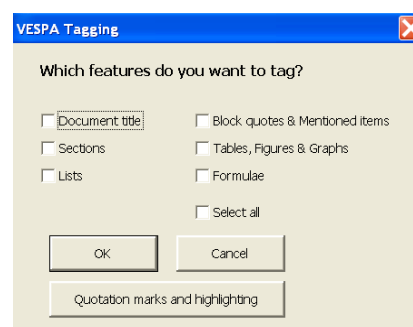 VESPA Tagging
Which features do you want to tag?
Document title
Block quotes & Mentioned items
Sections
Tables, Figures & Graphs
Lists
Formulae
Select all
OK
Cancel
Quotation marks and highlighting